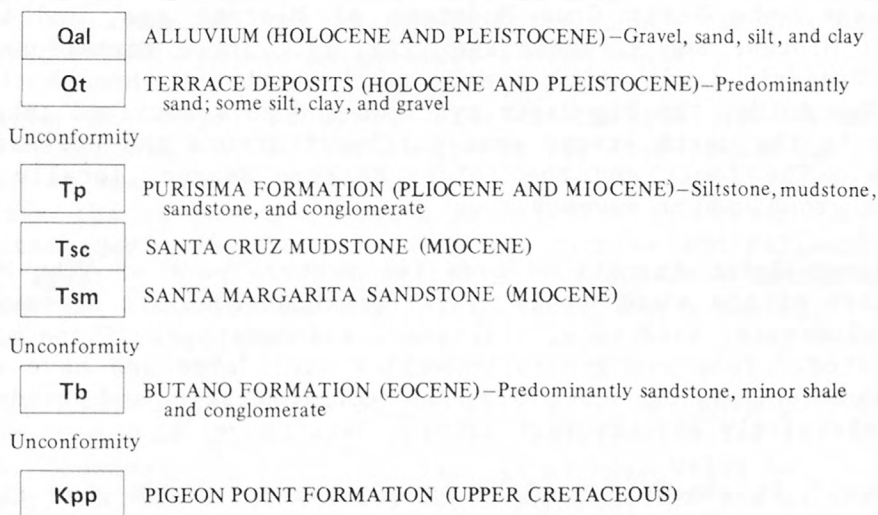 Qal ALLUVIUM (HOLOCENE AND PLEISTOCENE)–Gravel, sand, silt, and clay
Qt TERRACE DEPOSITS (HOLOCENE AND PLEISTOCENE)–Predominantly
sand; some silt, clay, and gravel
Unconformity
Tp PURISIMA FORMATION (PLIOCENE AND MIOCENE)–Siltstone, mudstone,
sandstone, and conglomerate
Tsc SANTA CRUZ MUDSTONE (MIOCENE)
Tsm SANTA MARGARITA SANDSTONE (MIOCENE)
Unconformity
Tb BUTANO FORMATION (EOCENE)–Predominantly sandstone, minor shale
and conglomerate
Unconformity
Kpp PIGEON POINT FORMATION (UPPER CRETACEOUS)